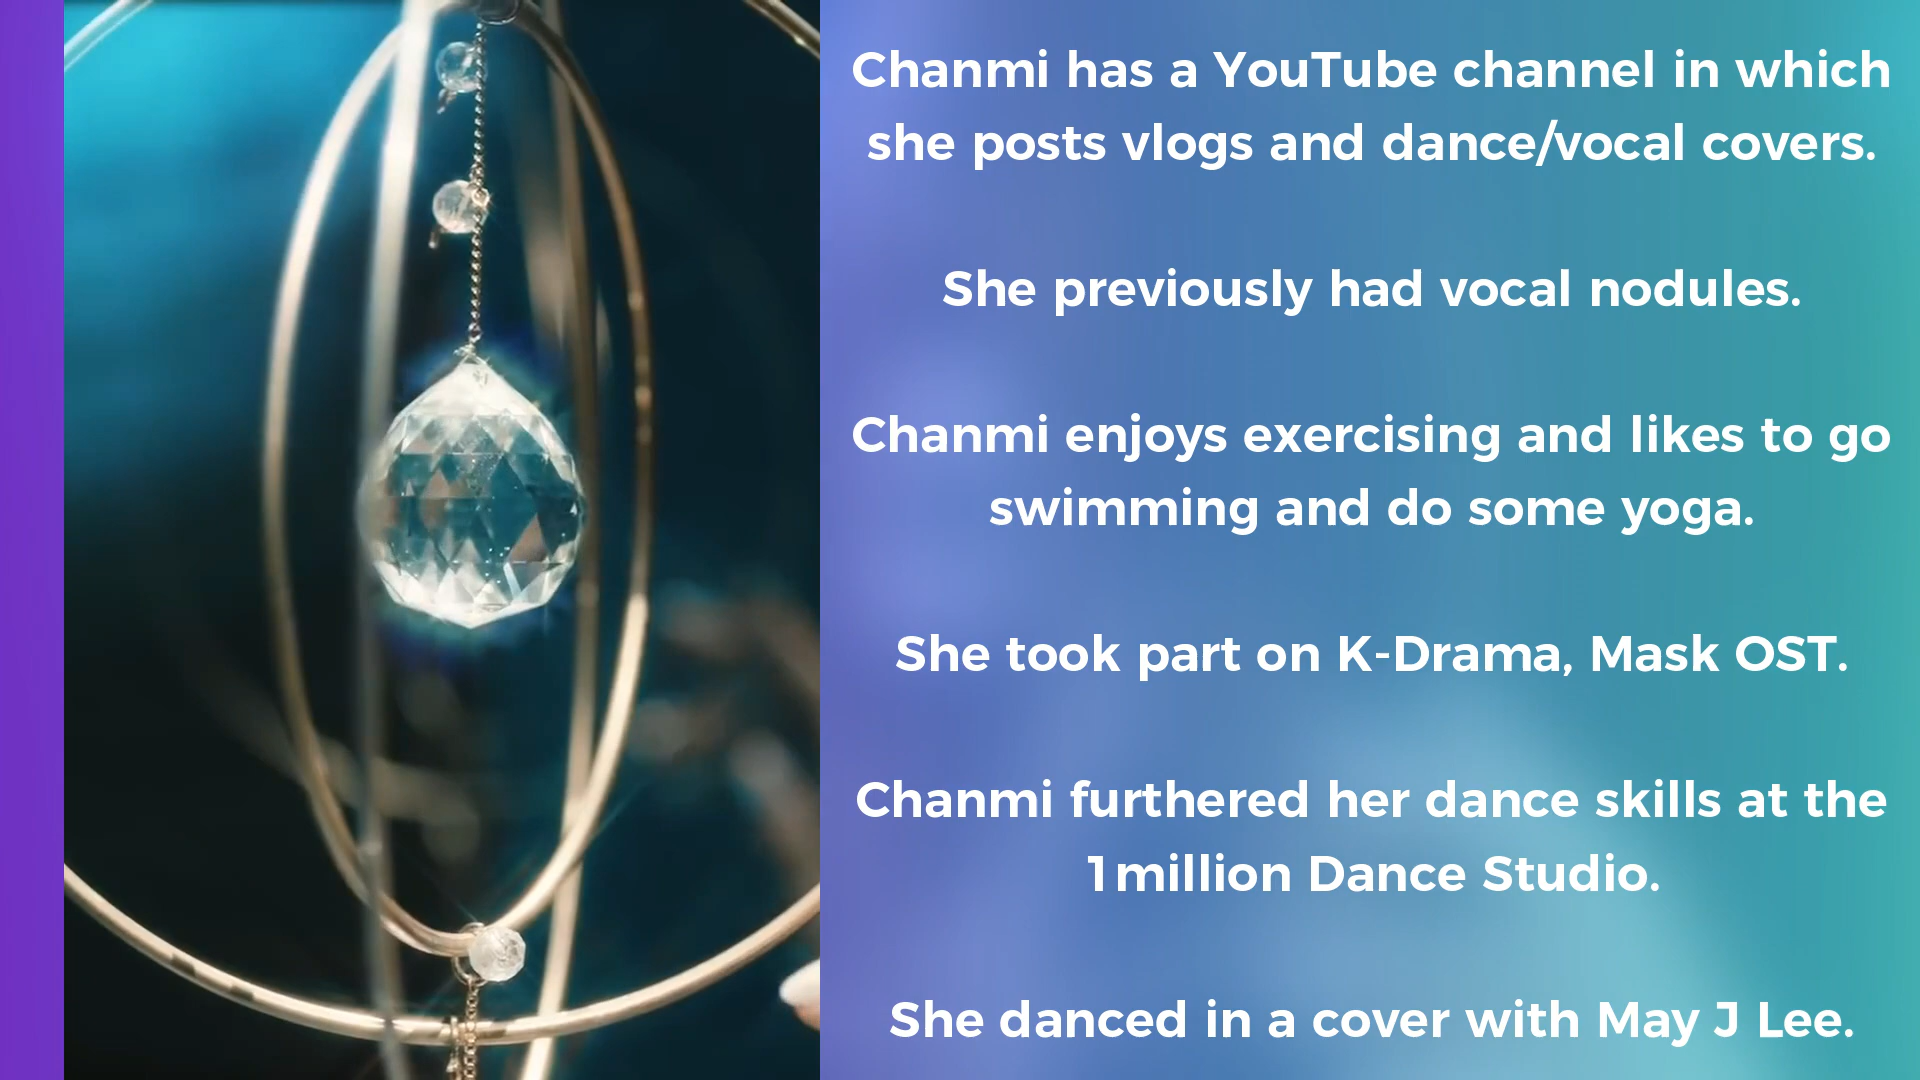 Chanmi has a YouTube channel in which
she posts vlogs and dance/vocal covers.
She previously had vocal nodules.
Chanmi enjoys exercising and likes to go
swimming and do some yoga.
She took part on K-Drama, Mask OST.
Chanmi furthered her dance skills at the
1million Dance Studio.
She danced in a cover with May J Lee.